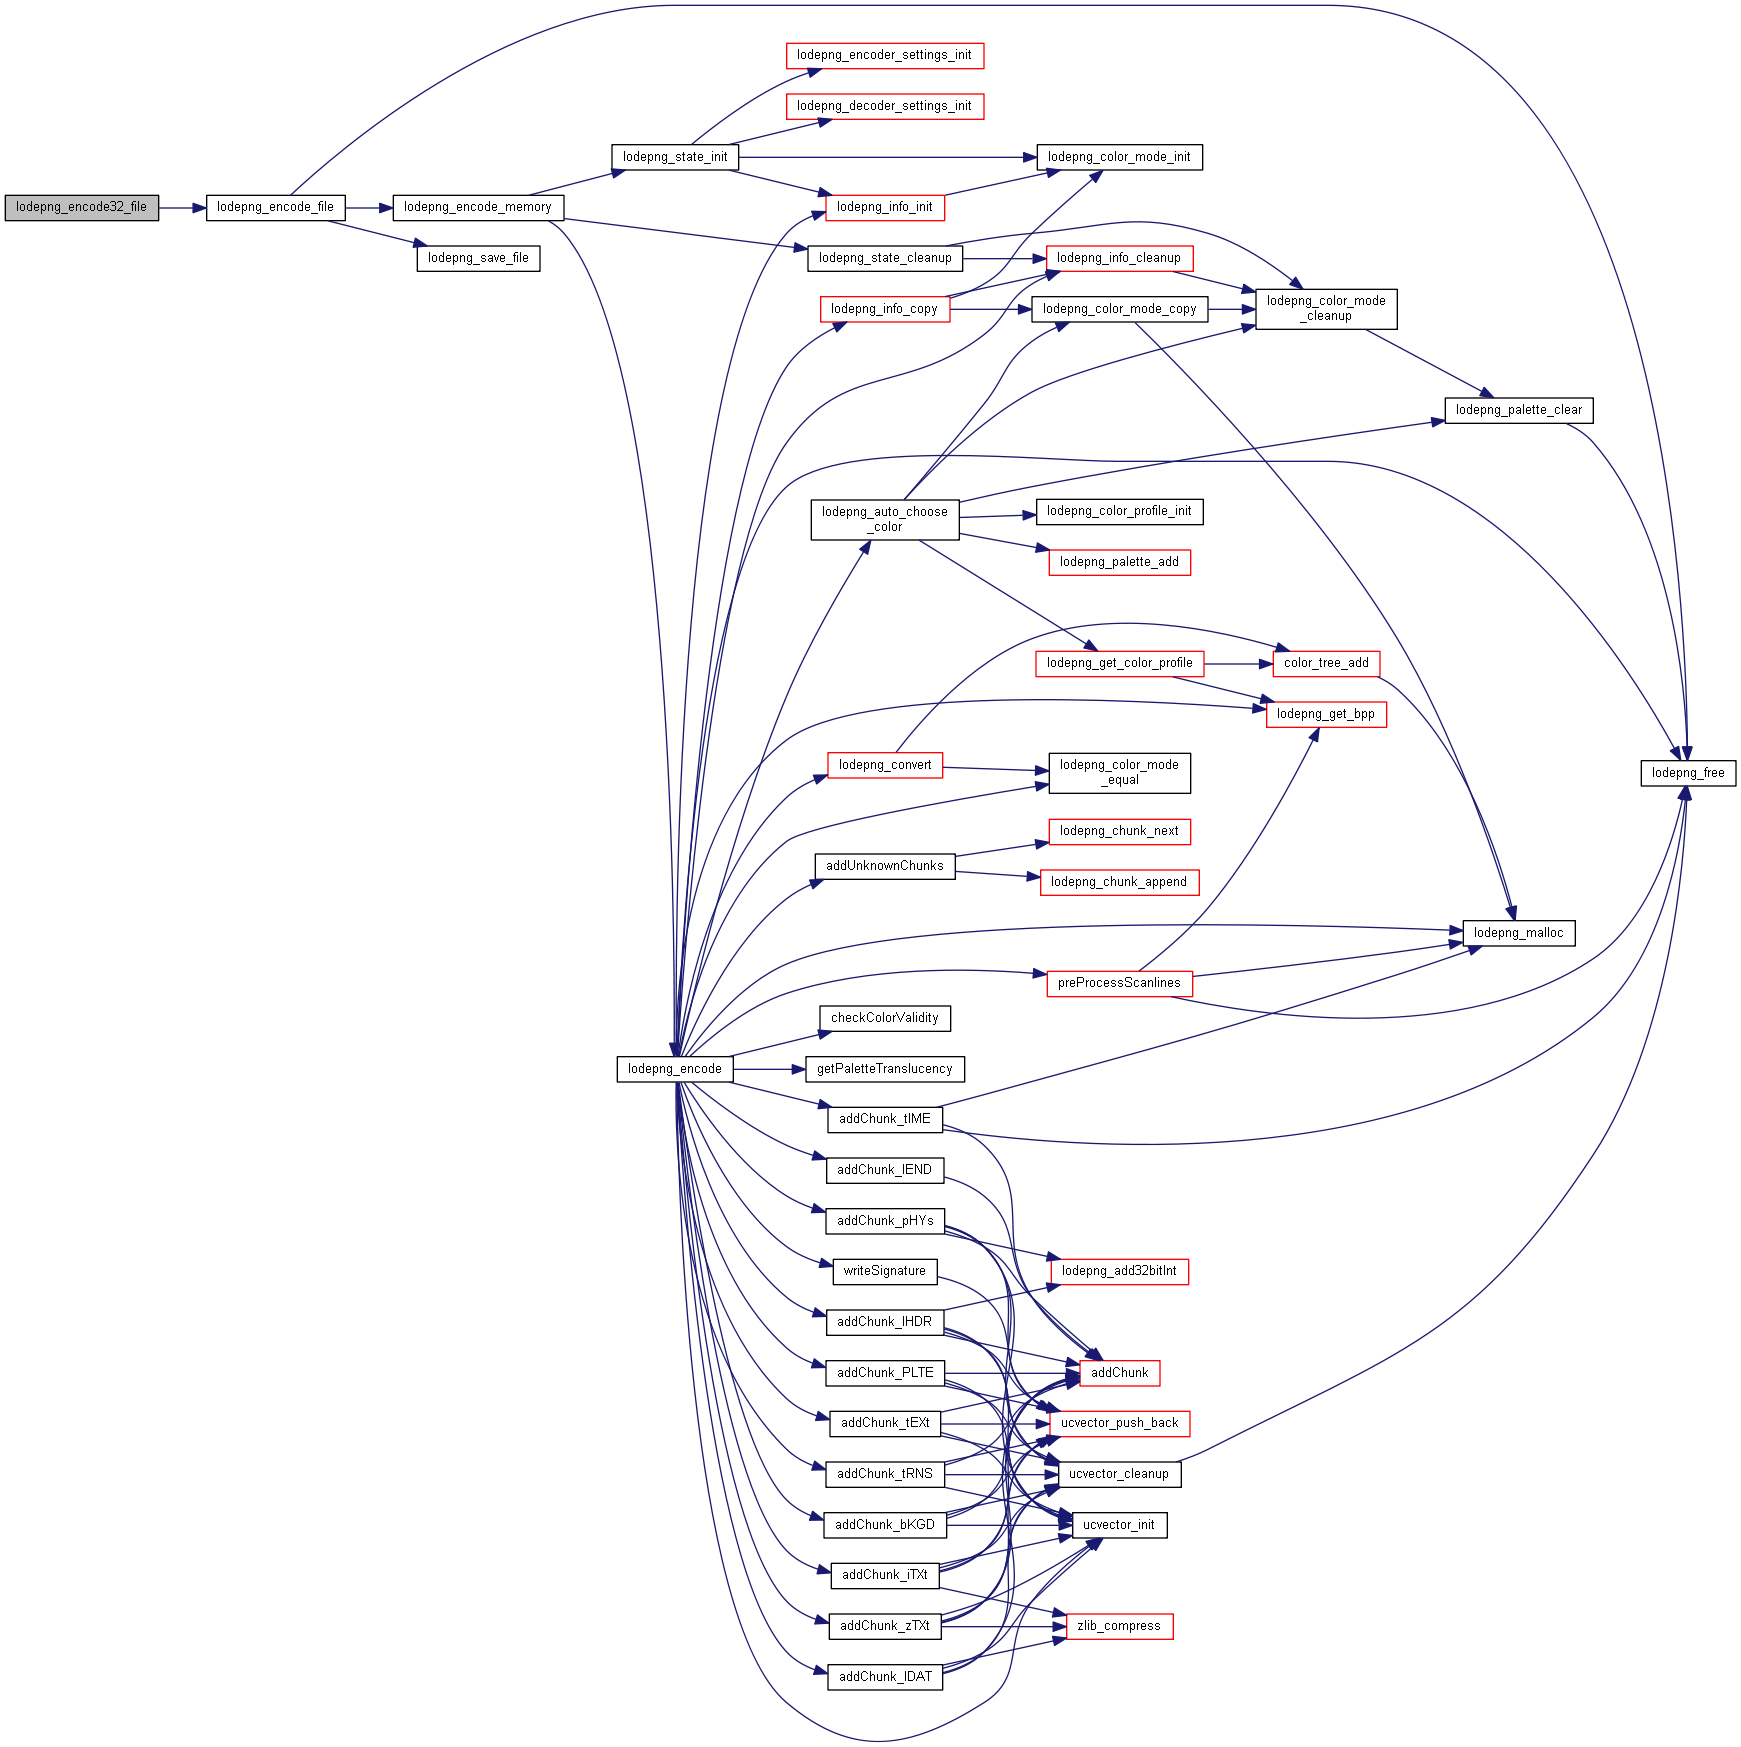 lodepng_encoder_settings_init
lodepng_decoder_settings_init
lodepng_state_init
lodepng_color_mode_init
lodepng_encode32_file
lodepng_encode_file
lodepng_encode_memory
lodepng_info_init
lodepng_save_file
lodepng_state_cleanup
lodepng_info_cleanup
lodepng_info_copy
lodepng_color_mode_copy
lodepng_color_mode
_cleanup
lodepng_palette_clear
lodepng_auto_choose
_color
lodepng_color_profile_init
lodepng_palette_add
lodepng_get_color_profile
color_tree_add
lodepng_get_bpp
lodepng_convert
lodepng_color_mode
_equal
lodepng_free
lodepng_chunk_next
addUnknownChunks
lodepng_chunk_append
lodepng_malloc
preProcessScanlines
checkColorValidity
lodepng_encode
getPaletteTranslucency
addChunk_tIME
addChunk_IEND
addChunk_pHYs
writeSignature
lodepng_add32bitInt
addChunk_IHDR
addChunk_PLTE
addChunk
addChunk_tEXt
ucvector_push_back
addChunk_tRNS
ucvector_cleanup
addChunk_bKGD
ucvector_init
addChunk_iTXt
addChunk_zTXt
zlib_compress
addChunk_IDAT